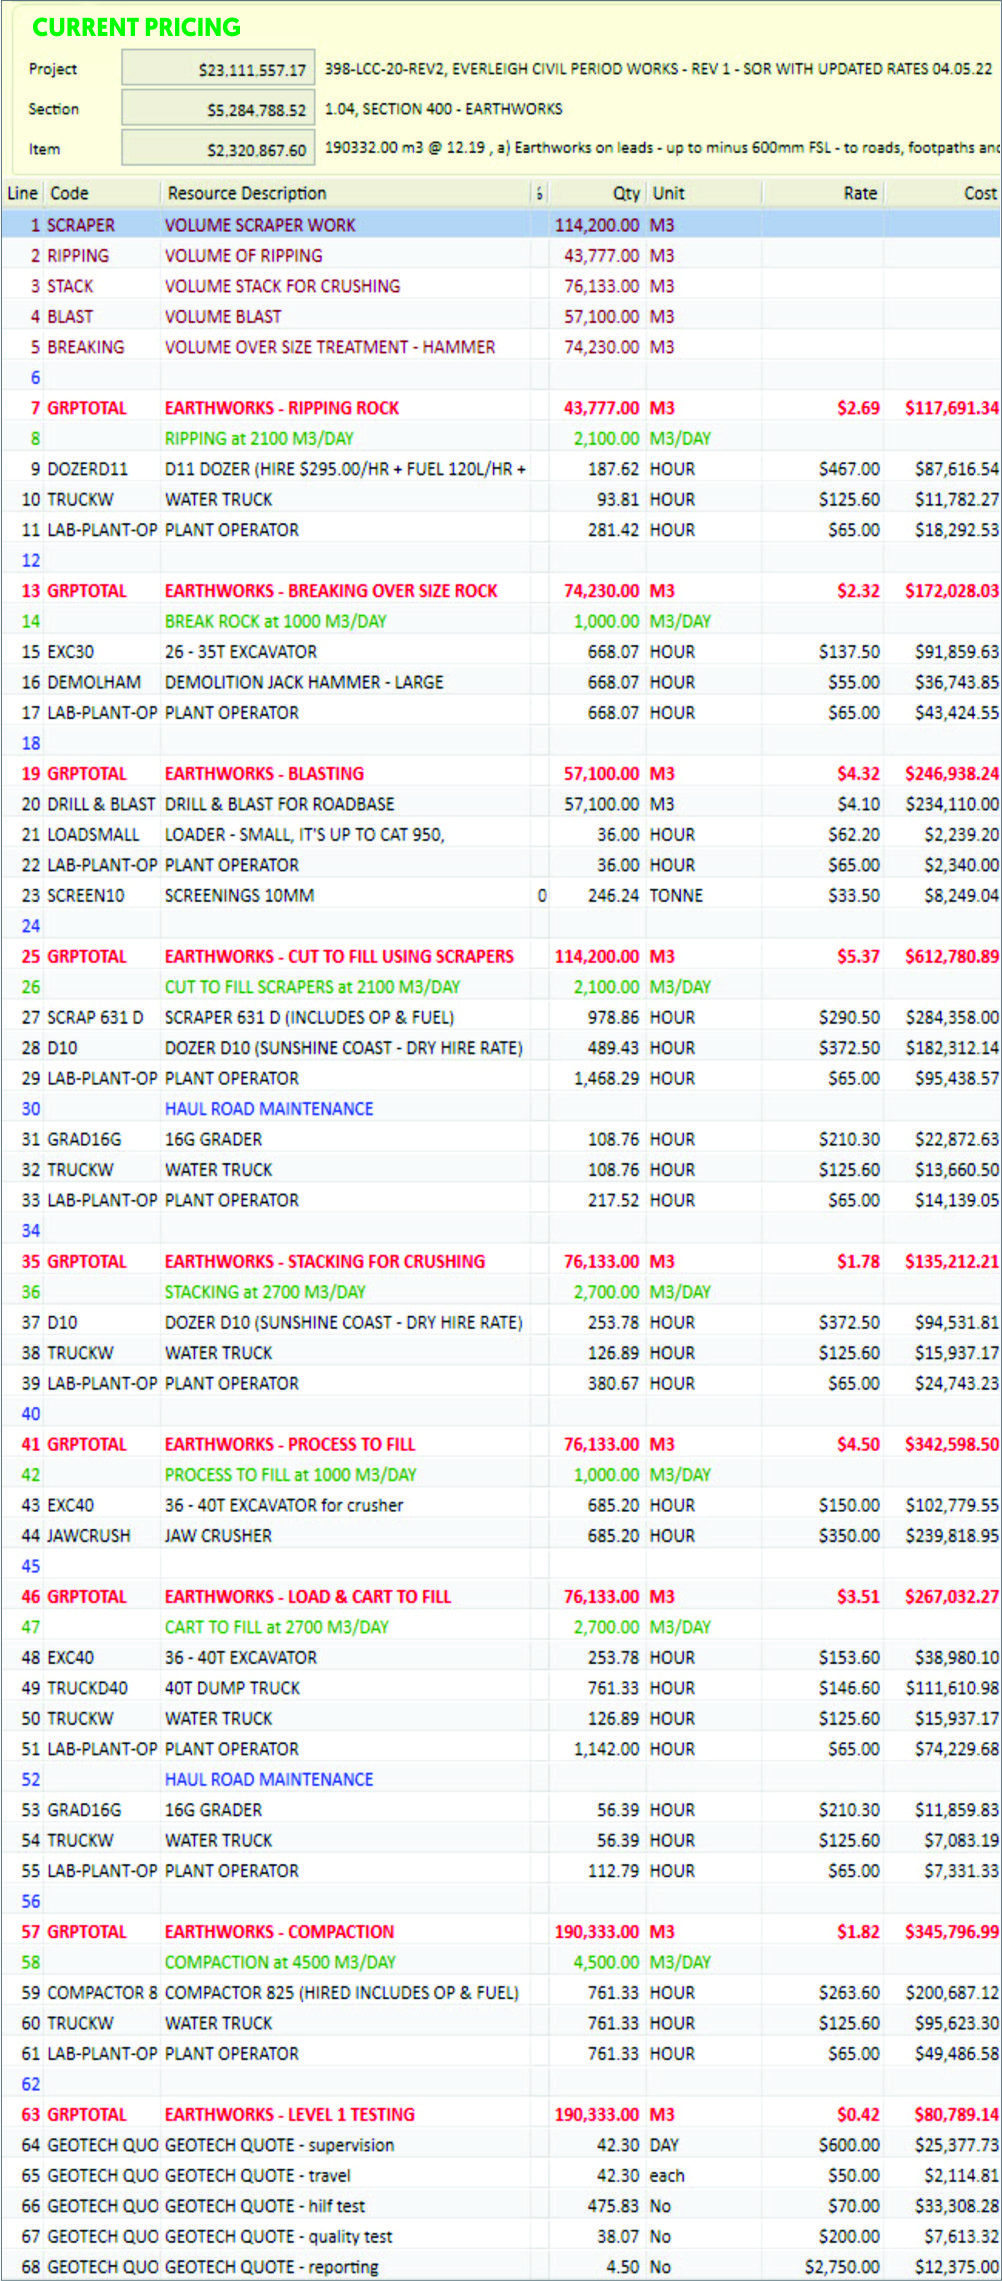 CURRENT PRICING
Project $23,111,557.17 398-LCC-20-REV2, EVERLEIGH CIVIL PERIOD WORKS - REV 1 - SOR WITH UPDATED RATES 04.05.22
Section $5,284,788.52 1.04, SECTION 400 - EARTHWORKS
Item $2,320,867.60 190332.00 m3 @ 12.19 , a) Earthworks on leads - up to minus 600mm FSL - to roads, footpaths and
Line Code Resource Description Qty Unit Rate Cost
1 SCRAPER VOLUME SCRAPER WORK 114,200.00 M3
2 RIPPING VOLUME OF RIPPING 43,777.00 M3
3 STACK VOLUME STACK FOR CRUSHING 76,133.00 M3
4 BLAST VOLUME BLAST 57,100.00 M3
5 BREAKING VOLUME OVER SIZE TREATMENT - HAMMER 74,230.00 M3
6
7 GRPTOTAL EARTHWORKS - RIPPING ROCK 43,777.00 M3 $2.69 $117,691.34
8 RIPPING at 2100 M3/DAY 2,100.00 M3/DAY
9 DOZERD11 D11 DOZER (HIRE $295.00/HR + FUEL 120L/HR + 187.62 HOUR $467.00 $87,616.54
10 TRUCKW WATER TRUCK 93.81 HOUR $125.60 $11,782.27
11 LAB-PLANT-OP PLANT OPERATOR 281.42 HOUR $65.00 $18,292.53
12
13 GRPTOTAL EARTHWORKS - BREAKING OVER SIZE ROCK 74,230.00 M3 $2.32 $172,028.03
14 BREAK ROCK at 1000 M3/DAY 1,000.00 M3/DAY
15 EXC30 26 - 35T EXCAVATOR 668.07 HOUR $137.50 $91,859.63
16 DEMOLHAM DEMOLITION JACK HAMMER - LARGE 668.07 HOUR $55.00 $36,743.85
17 LAB-PLANT-OP PLANT OPERATOR 668.07 HOUR $65.00 $43,424.55
18
19 GRPTOTAL EARTHWORKS - BLASTING 57,100.00 M3 $4.32 $246,938.24
20 DRILL & BLAST DRILL & BLAST FOR ROADBASE 57,100.00 M3 $4.10 $234,110.00
21 LOADSMALL LOADER - SMALL, IT'S UP TO CAT 950, 36.00 HOUR $62.20 $2,239.20
22 LAB-PLANT-OP PLANT OPERATOR 36.00 HOUR $65.00 $2,340.00
23 SCREEN10 SCREENINGS 10MM 0 246.24 TONNE $33.50 $8,249.04
24
25 GRPTOTAL EARTHWORKS - CUT TO FILL USING SCRAPERS 114,200.00 M3 $5.37 $612,780.89
26 CUT TO FILL SCRAPERS at 2100 M3/DAY 2,100.00 M3/DAY
27 SCRAP 631 D SCRAPER 631 D (INCLUDES OP & FUEL) 978.86 HOUR $290.50 $284,358.00
28 D10 DOZER D10 (SUNSHINE COAST - DRY HIRE RATE) 489.43 HOUR $372.50 $182,312.14
29 LAB-PLANT-OP PLANT OPERATOR 1,468.29 HOUR $65.00 $95,438.57
30 HAUL ROAD MAINTENANCE
31 GRAD16G 16G GRADER 108.76 HOUR $210.30 $22,872.63
32 TRUCKW WATER TRUCK 108.76 HOUR $125.60 $13,660.50
33 LAB-PLANT-OP PLANT OPERATOR 217.52 HOUR $65.00 $14,139.05
34
35 GRPTOTAL EARTHWORKS - STACKING FOR CRUSHING 76,133.00 M3 $1.78 $135,212.21
36 STACKING at 2700 M3/DAY 2,700.00 M3/DAY
37 D10 DOZER D10 (SUNSHINE COAST - DRY HIRE RATE) 253.78 HOUR $372.50 $94,531.81
38 TRUCKW WATER TRUCK 126.89 HOUR $125.60 $15,937.17
39 LAB-PLANT-OP PLANT OPERATOR 380.67 HOUR $65.00 $24,743.23
40
41 GRPTOTAL EARTHWORKS - PROCESS TO FILL 76,133.00 M3 $4.50 $342,598.50
42 PROCESS TO FILL at 1000 M3/DAY 1,000.00 M3/DAY
43 EXC40 36 - 40T EXCAVATOR for crusher 685.20 HOUR $150.00 $102,779.55
44 JAWCRUSH JAW CRUSHER 685.20 HOUR $350.00 $239,818.95
45
46 GRPTOTAL EARTHWORKS - LOAD & CART TO FILL 76,133.00 M3 $3.51 $267,032.27
47 CART TO FILL at 2700 M3/DAY 2,700.00 M3/DAY
48 EXC40 36 - 40T EXCAVATOR 253.78 HOUR $153.60 $38,980.10
49 TRUCKD40 40T DUMP TRUCK 761.33 HOUR $146.60 $111,610.98
50 TRUCKW WATER TRUCK 126.89 HOUR $125.60 $15,937.17
51 LAB-PLANT-OP PLANT OPERATOR 1,142.00 HOUR $65.00 $74,229.68
52 HAUL ROAD MAINTENANCE
53 GRAD16G 16G GRADER 56.39 HOUR $210.30 $11,859.83
54 TRUCKW WATER TRUCK 56.39 HOUR $125.60 $7,083.19
55 LAB-PLANT-OP PLANT OPERATOR 112.79 HOUR $65.00 $7,331.33
56
57 GRPTOTAL EARTHWORKS - COMPACTION 190,333.00 M3 $1.82 $345,796.99
58 COMPACTION at 4500 M3/DAY 4,500.00 M3/DAY
59 COMPACTOR 8 COMPACTOR 825 (HIRED INCLUDES OP & FUEL) 761.33 HOUR $263.60 $200,687.12
60 TRUCKW WATER TRUCK 761.33 HOUR $125.60 $95,623.30
61 LAB-PLANT-OP PLANT OPERATOR 761.33 HOUR $65.00 $49,486.58
62
63 GRPTOTAL EARTHWORKS - LEVEL 1 TESTING 190,333.00 M3 $0.42 $80,789.14
64 GEOTECH QUO GEOTECH QUOTE - supervision 42.30 DAY $600.00 $25,377.73
65 GEOTECH QUO GEOTECH QUOTE - travel 42.30 each $50.00 $2,114.81
66 GEOTECH QUO GEOTECH QUOTE - hilf test 475.83 No $70.00 $33,308.28
67 GEOTECH QUO GEOTECH QUOTE - quality test 38.07 No $200.00 $7,613.32
68 GEOTECH QUO GEOTECH QUOTE - reporting 4.50 No $2,750.00 $12,375.00